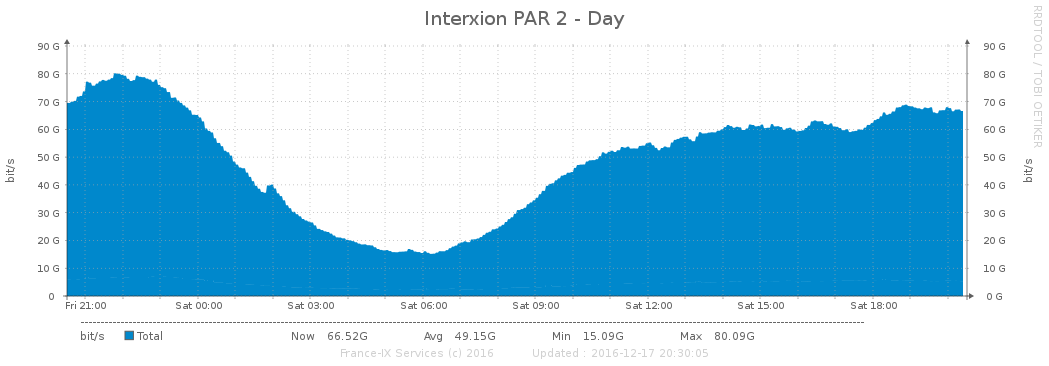 Interxion PAR 2 - Day
RRDTOOL / TOBI OETIKER
90 G 90 G
80 G 80 G
70 G 70 G
60 G 60 G
50 G 50 G
40 G 40 G
30 G 30 G
20 G 20 G
10 G 10 G
0 0 G
bit/s bit/s
Fri 21:00 Sat 00:00 Sat 03:00 Sat 06:00 Sat 09:00 Sat 12:00 Sat 15:00 Sat 18:00
bit/s Total Now 66.52G Avg 49.15G Min 15.09G Max 80.09G
France-IX Services (c) 2016 Updated : 2016-12-17 20:30:05